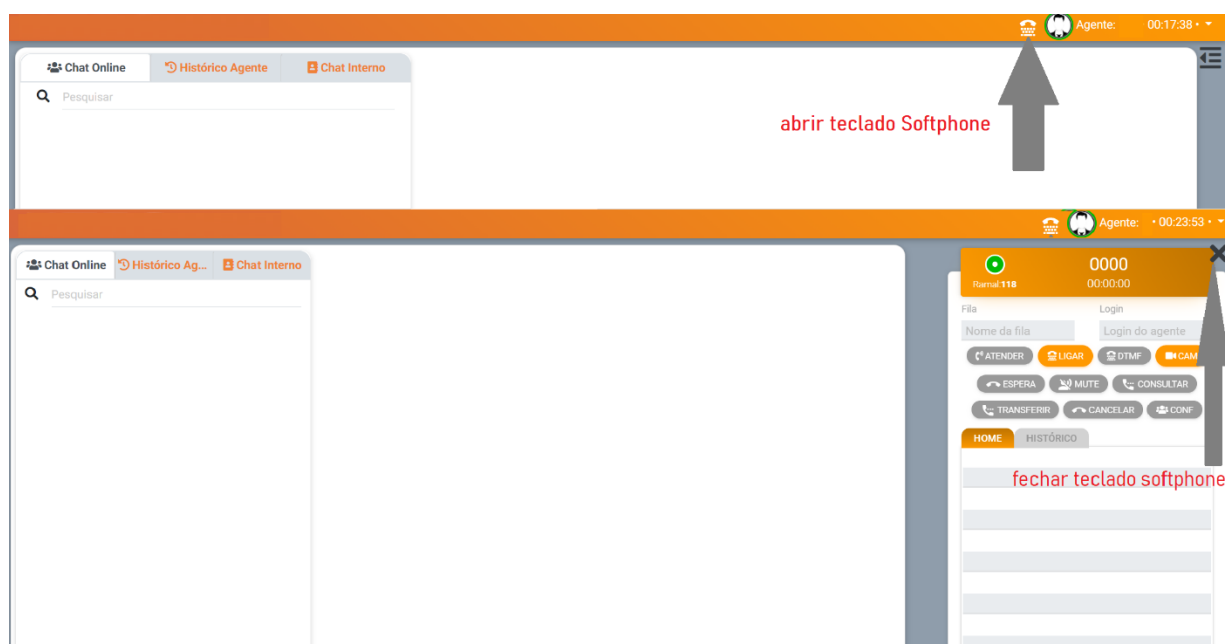 Agente: 00:17:38 •
Chat Online Histórico Agente Chat Interno
Pesquisar
abrir teclado Softphone
Agente: • 00:23:53 •
Chat Online Histórico Ag... Chat Interno
Pesquisar
0000
Ramal:118 00:00:00
Fila Login
Nome da fila Login do agente
ATENDER LIGAR DTMF CAM
ESPERA MUTE CONSULTAR
TRANSFERIR CANCELAR CONF
HOME HISTÓRICO
fechar teclado softphone